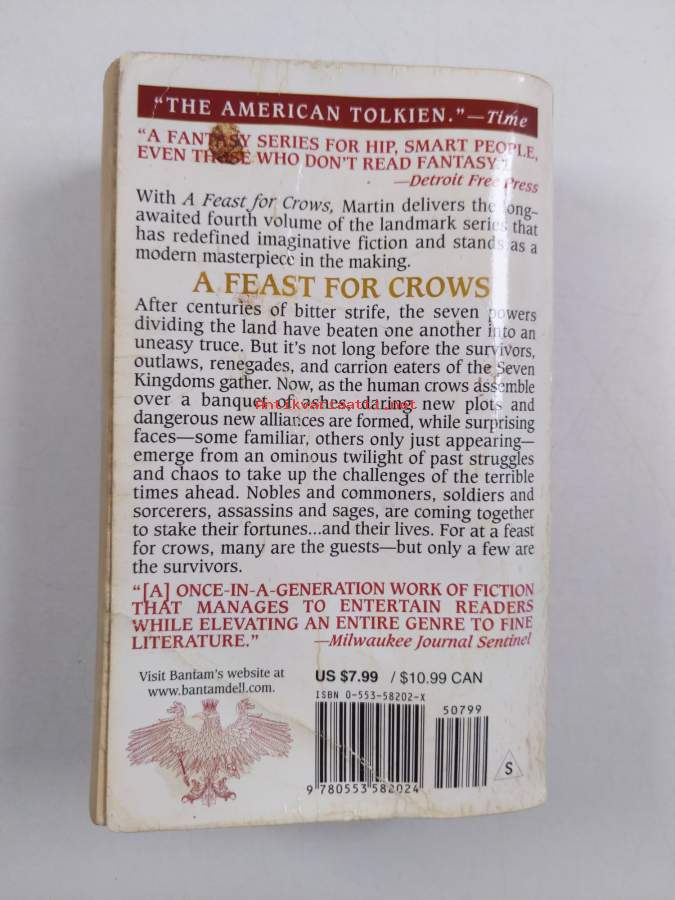 "THE AMERICAN TOLKIEN."—Time
"A FANTASY SERIES FOR HIP, SMART PEOPLE,
EVEN THOSE WHO DON'T READ FANTASY."
—Detroit Free Press
With A Feast for Crows, Martin delivers the long-
awaited fourth volume of the landmark series that
has redefined imaginative fiction and stands as a
modern masterpiece in the making.
A FEAST FOR CROWS
After centuries of bitter strife, the seven powers
dividing the land have beaten one another into an
uneasy truce. But it's not long before the survivors,
outlaws, renegades, and carrion eaters of the Seven
Kingdoms gather. Now, as the human crows assemble
over a banquet of ashes, daring new plots and
Antikvariaatti.net
dangerous new alliances are formed, while surprising
faces—some familiar, others only just appearing—
emerge from an ominous twilight of past struggles
and chaos to take up the challenges of the terrible
times ahead. Nobles and commoners, soldiers and
sorcerers, assassins and sages, are coming together
to stake their fortunes...and their lives. For at a feast
for crows, many are the guests—but only a few are
the survivors.
"[A] ONCE-IN-A-GENERATION WORK OF FICTION
THAT MANAGES TO ENTERTAIN READERS
WHILE ELEVATING AN ENTIRE GENRE TO FINE
LITERATURE." —Milwaukee Journal Sentinel
Visit Bantam's website at
www.bantamdell.com.
US $7.99 / $10.99 CAN
ISBN 0-553-58202-X
50799
S
9 780553 582024